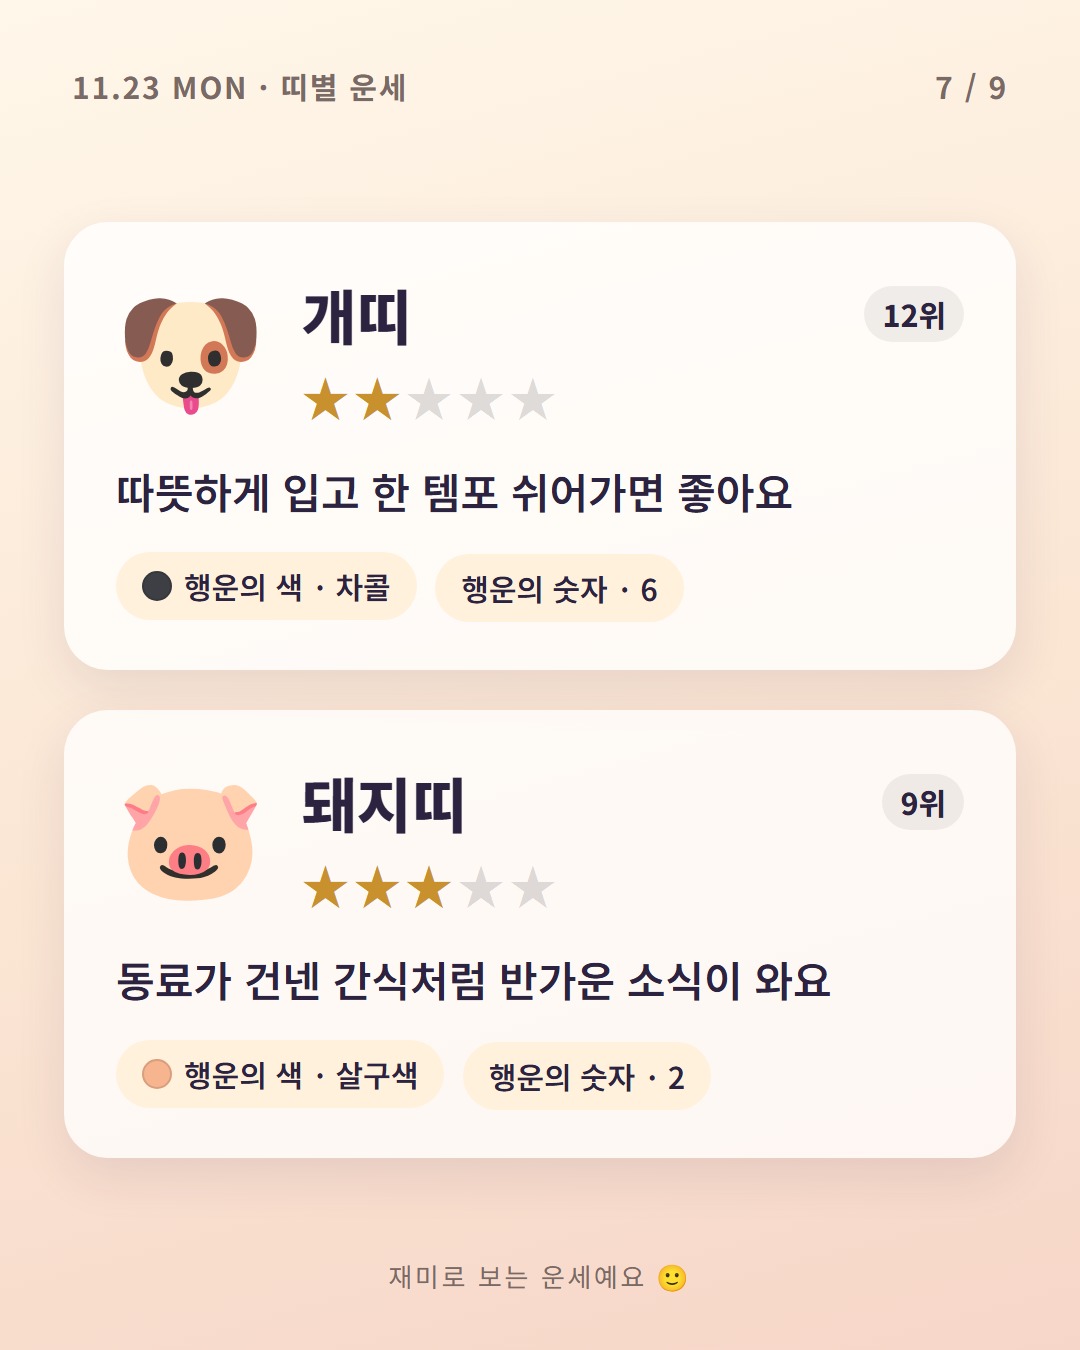 11.23 MON · 띠별 운세
7 / 9
개띠
12위
따뜻하게 입고 한 템포 쉬어가면 좋아요
행운의 색 · 차콜
행운의 숫자 · 6
돼지띠
9위
동료가 건넨 간식처럼 반가운 소식이 와요
행운의 색 · 살구색
행운의 숫자 · 2
재미로 보는 운세예요 🙂